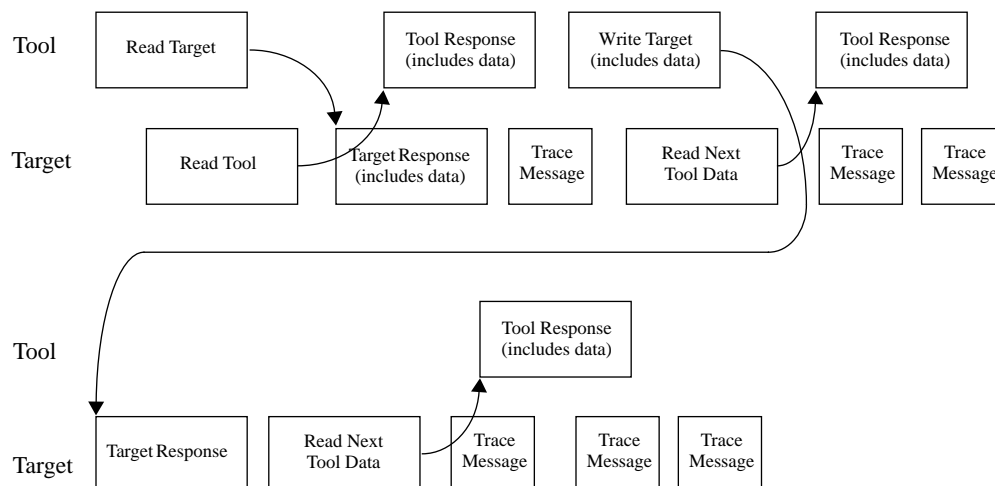 Tool
Read Target
Tool Response
(includes data)
Write Target
(includes data)
Tool Response
(includes data)
Target
Read Tool
Target Response
(includes data)
Trace
Message
Read Next
Tool Data
Trace
Message
Trace
Message
Tool
Tool Response
(includes data)
Target
Target Response
Read Next
Tool Data
Trace
Message
Trace
Message
Trace
Message